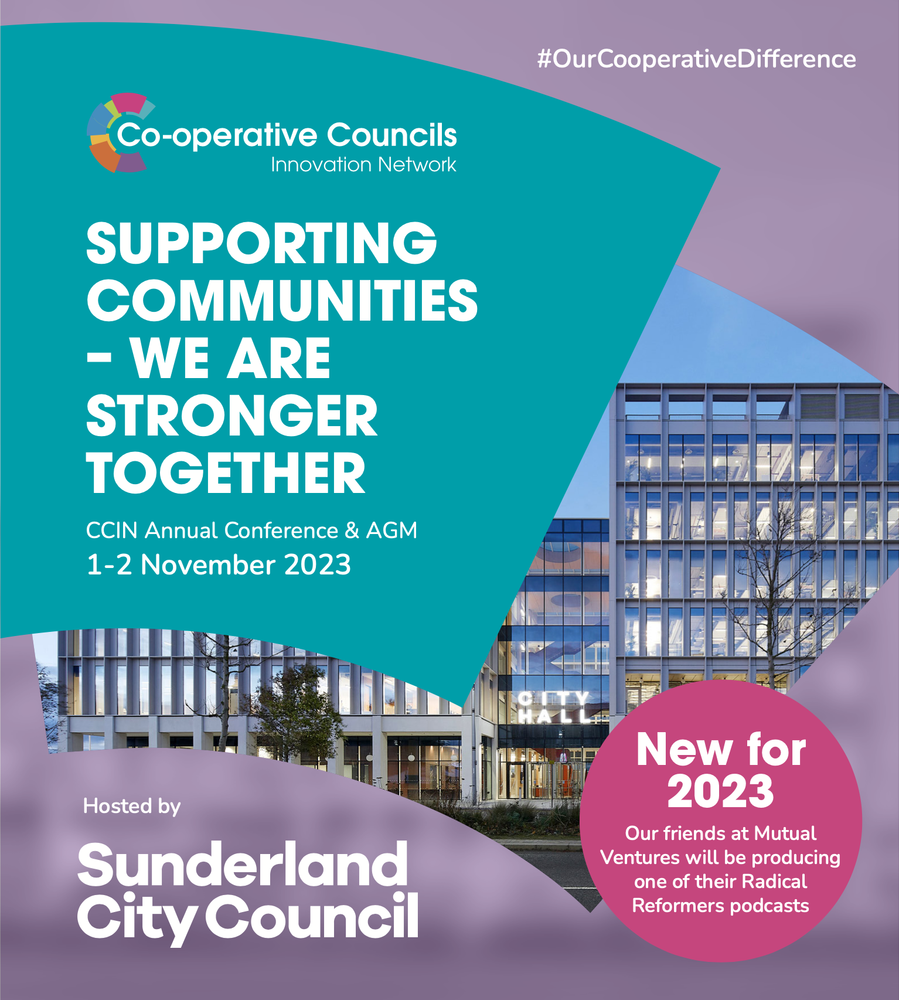 #OurCooperativeDifference
Co-operative Councils
Innovation Network
SUPPORTING
COMMUNITIES
– WE ARE
STRONGER
TOGETHER
CCIN Annual Conference & AGM
1-2 November 2023
CITY
HALL
Hosted by
Sunderland
City Council
New for
2023
Our friends at Mutual
Ventures will be producing
one of their Radical
Reformers podcasts